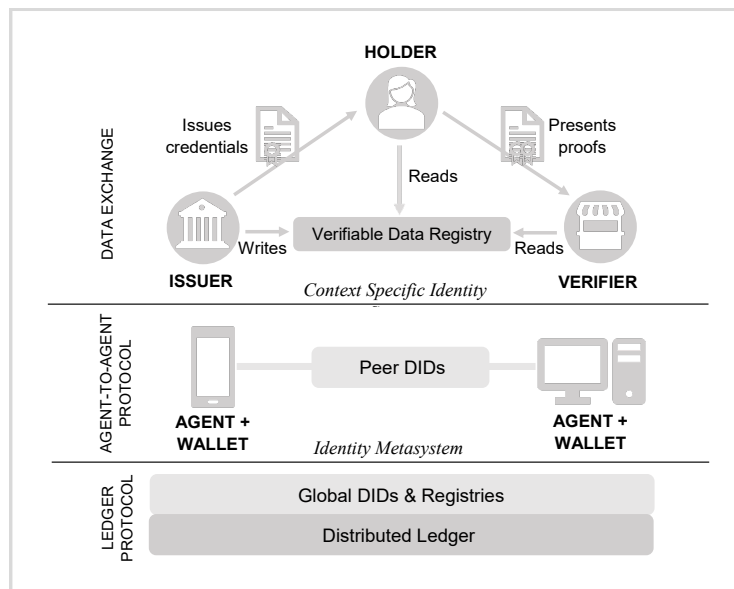 HOLDER
Issues
credentials
Presents
proofs
Reads
DATA EXCHANGE
Verifiable Data Registry
Writes
Reads
ISSUER
VERIFIER
Context Specific Identity
AGENT-TO-AGENT
PROTOCOL
Peer DIDs
AGENT +
WALLET
AGENT +
WALLET
Identity Metasystem
LEDGER
PROTOCOL
Global DIDs & Registries
Distributed Ledger